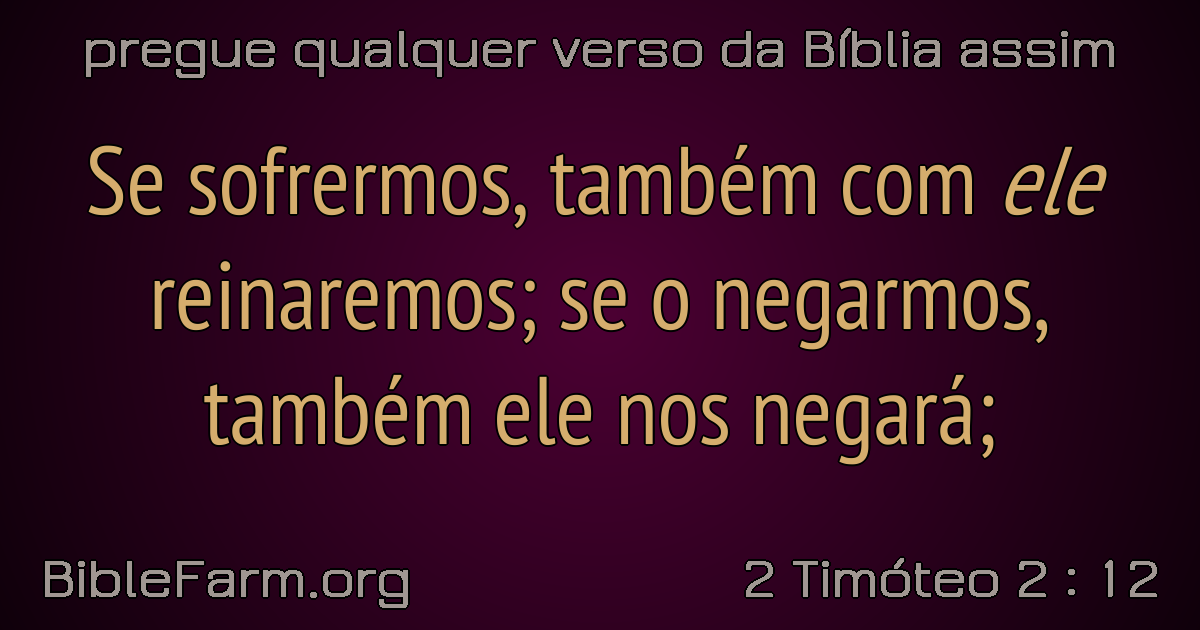 pregue qualquer verso da Bíblia assim
Se sofrermos, também com ele
reinaremos; se o negarmos,
também ele nos negará;
BibleFarm.org
2 Timóteo 2 : 12